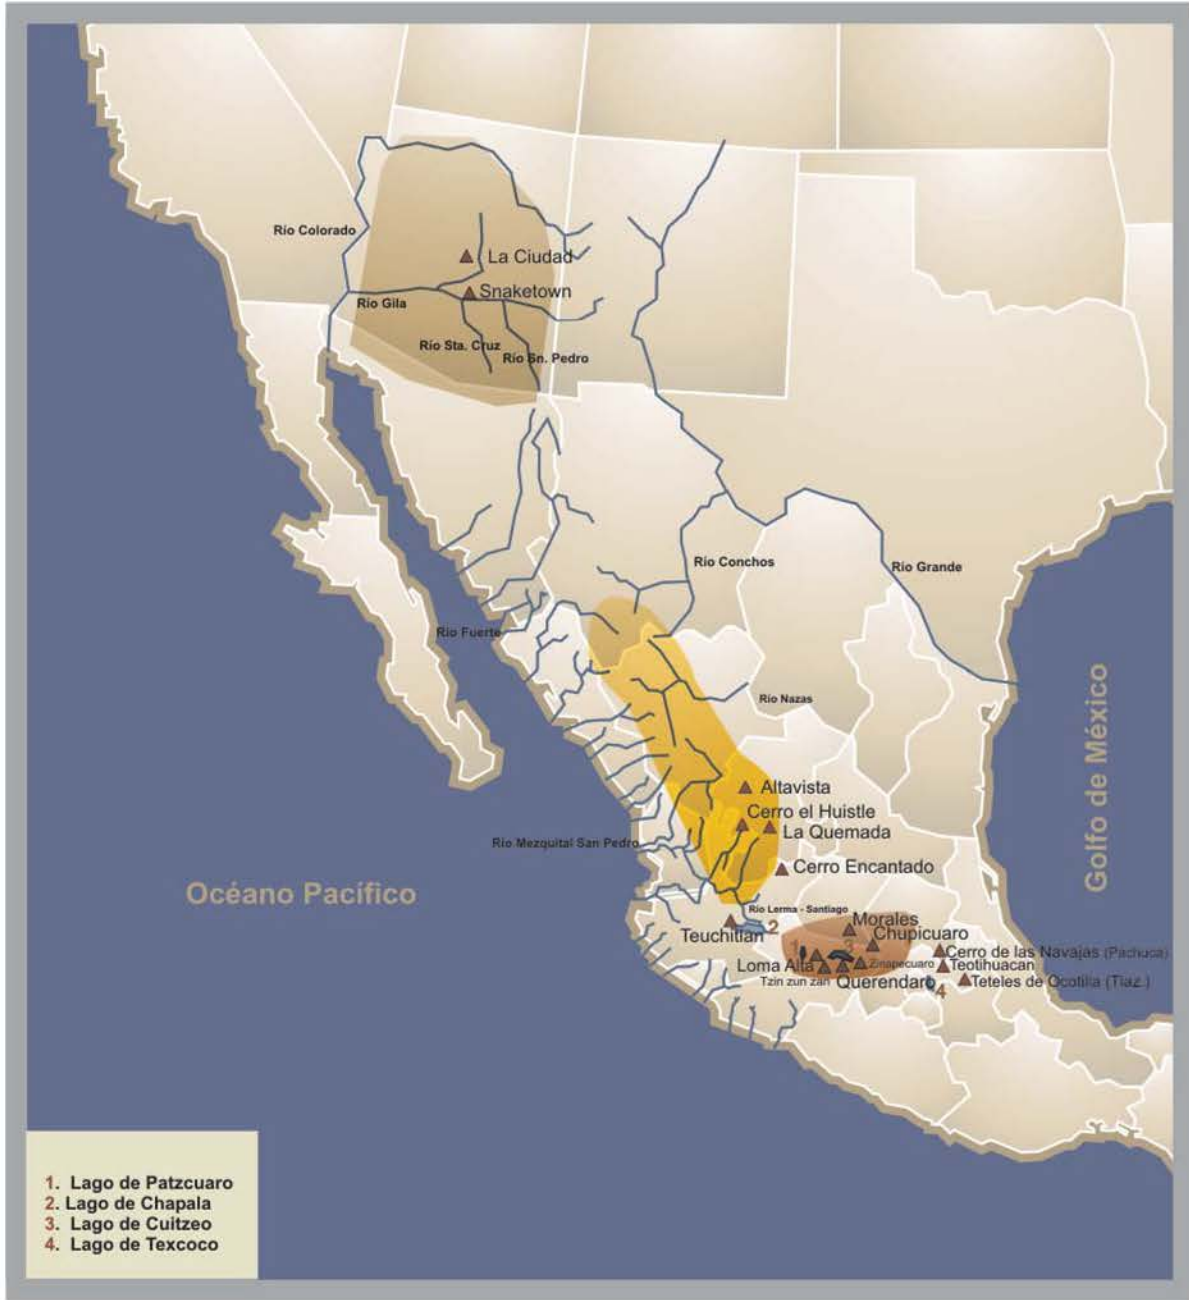 Río Colorado
La Ciudad
Snaketown
Río Gila
Río Sta. Cruz
Río Sn. Pedro
Río Conchos
Río Grande
Río Fuerte
Río Nazas
Golfo de México
Altavista
Cerro el Huistle
La Quemada
Río Mezquital San Pedro
Cerro Encantado
Océano Pacífico
Río Lerma - Santiago
Morales
2
Teuchitlan
Chupicuaro
1
3
Cerro de las Navajas (Pachuca)
Loma Alta
Zinapecuaro
Teotihuacan
Tzin zun zan
Querendaro
Teteles de Ocotilla (Tlaz.)
4
1. Lago de Patzcuaro
2. Lago de Chapala
3. Lago de Cuitzeo
4. Lago de Texcoco